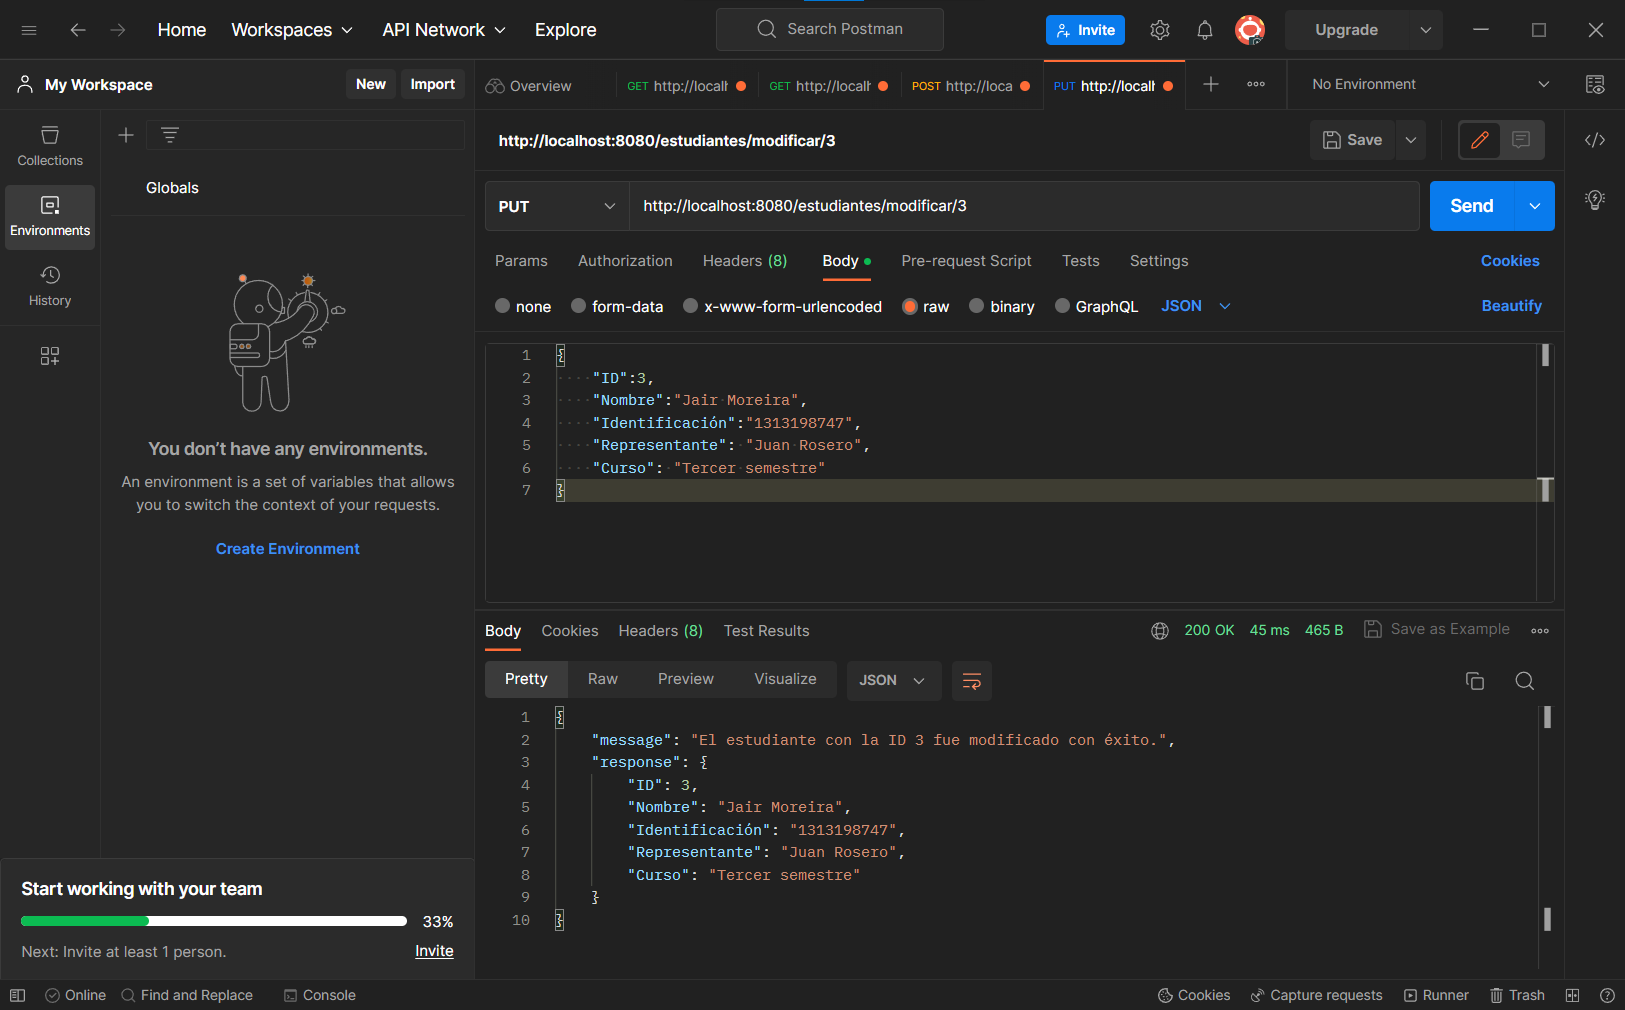 Home Workspaces API Network Explore Search Postman Invite Upgrade
My Workspace New Import Overview GET http://localh GET http://localh POST http://loca PUT http://localh No Environment
Collections
Environments
History
Globals
You don’t have any environments.
An environment is a set of variables that allows
you to switch the context of your requests.
Create Environment
Start working with your team
33%
Next: Invite at least 1 person. Invite
http://localhost:8080/estudiantes/modificar/3 Save
PUT http://localhost:8080/estudiantes/modificar/3 Send
Params Authorization Headers (8) Body Pre-request Script Tests Settings Cookies
none form-data x-www-form-urlencoded raw binary GraphQL JSON Beautify
1 {
2 "ID":3,
3 "Nombre":"Jair Moreira",
4 "Identificación":"1313198747",
5 "Representante": "Juan Rosero",
6 "Curso": "Tercer semestre"
7 }
Body Cookies Headers (8) Test Results 200 OK 45 ms 465 B Save as Example
Pretty Raw Preview Visualize JSON
1 {
2 "message": "El estudiante con la ID 3 fue modificado con éxito.",
3 "response": {
4 "ID": 3,
5 "Nombre": "Jair Moreira",
6 "Identificación": "1313198747",
7 "Representante": "Juan Rosero",
8 "Curso": "Tercer semestre"
9 }
10 }
Online Find and Replace Console Cookies Capture requests Runner Trash